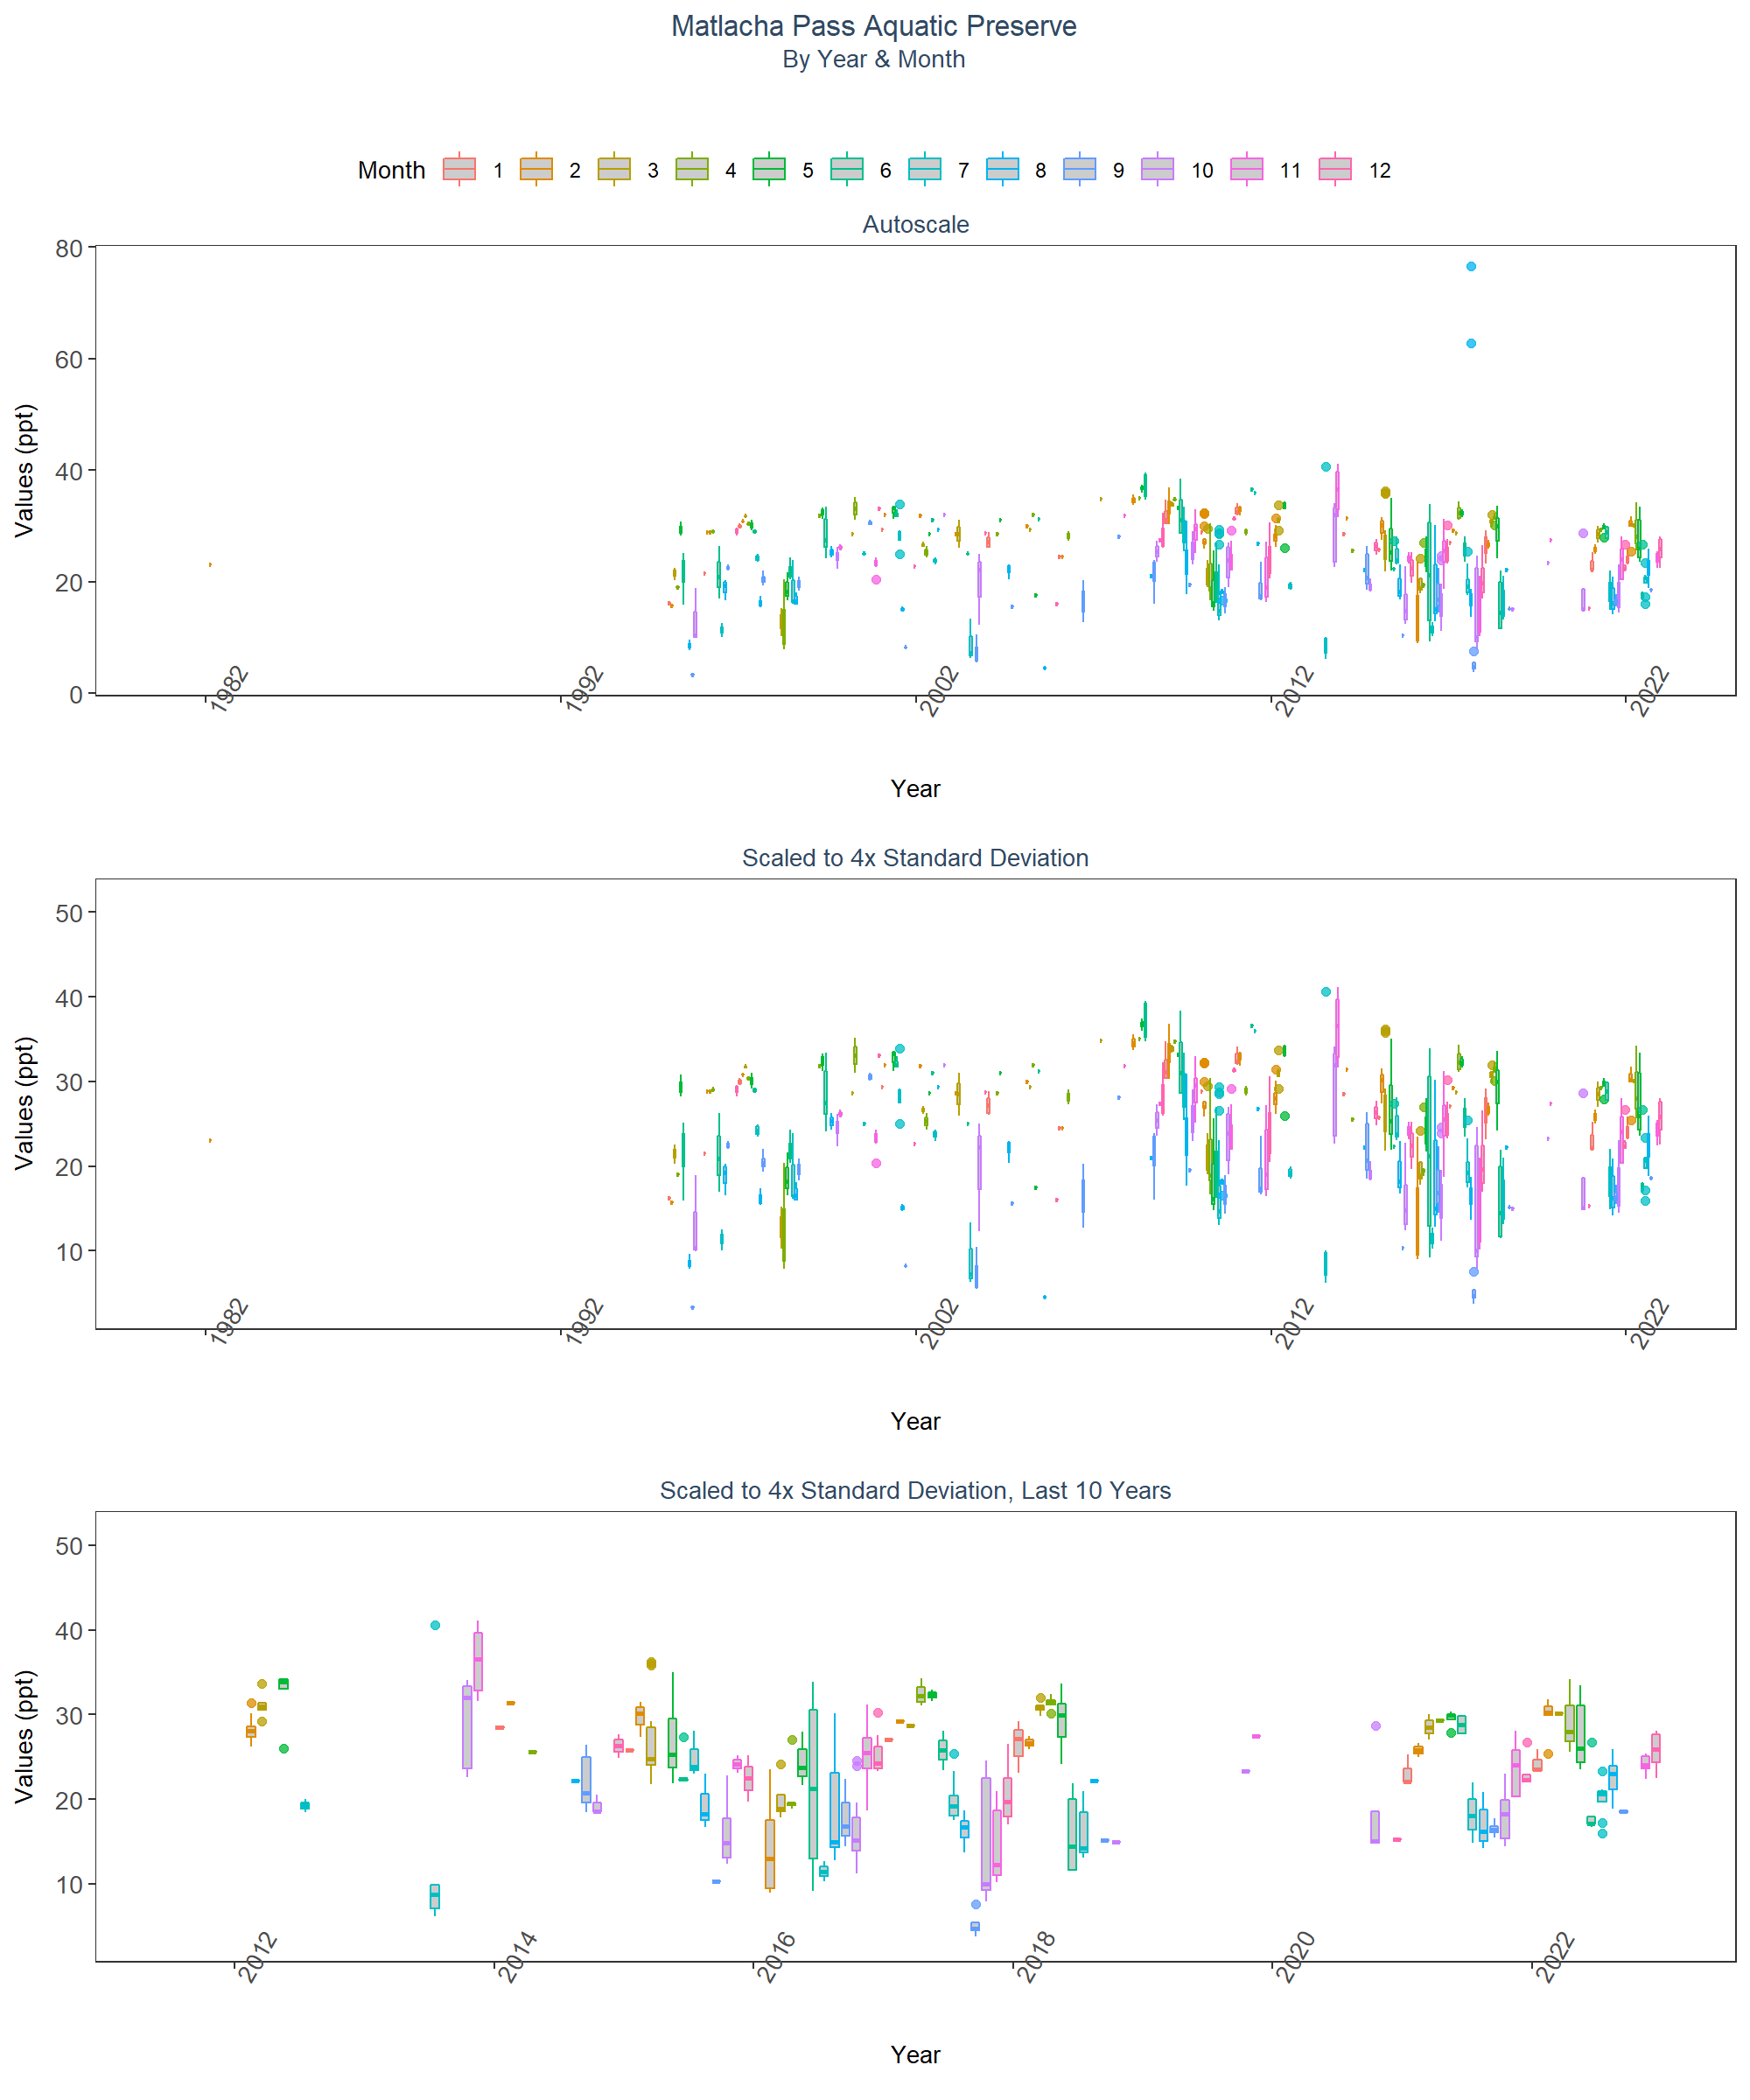 Matlacha Pass Aquatic Preserve
By Year & Month
Month 1 2 3 4 5 6 7 8 9 10 11 12
Autoscale
Values (ppt)
80
60
40
20
0
1982 1992 2002 2012 2022
Year
Scaled to 4x Standard Deviation
Values (ppt)
50
40
30
20
10
1982 1992 2002 2012 2022
Year
Scaled to 4x Standard Deviation, Last 10 Years
Values (ppt)
50
40
30
20
10
2012 2014 2016 2018 2020 2022
Year